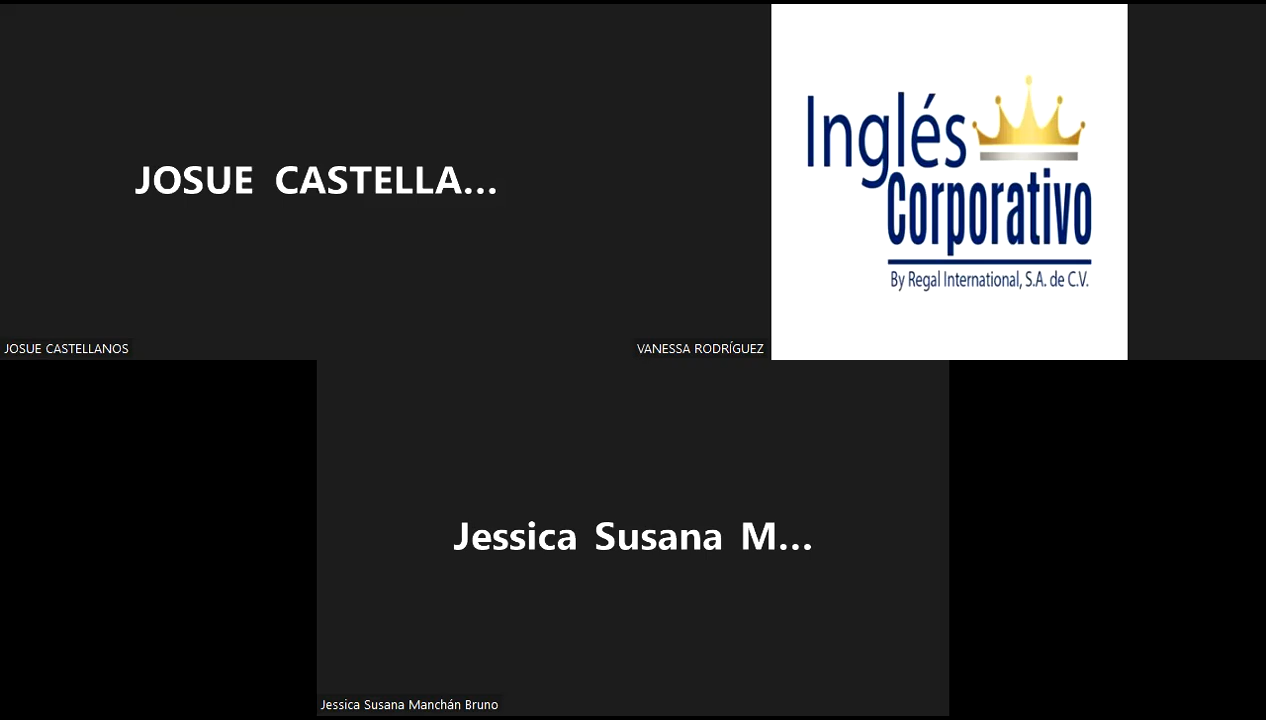 JOSUE CASTELLA...
Inglés
Corporativo
By Regal International, S.A. de C.V.
JOSUE CASTELLANOS
VANESSA RODRÍGUEZ
Jessica Susana M...
Jessica Susana Manchán Bruno